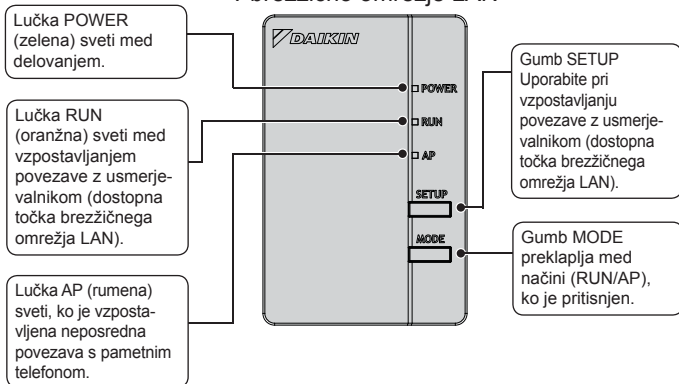 Lučka POWER
(zelena) sveti med
delovanjem.
Lučka RUN
(oranžna) sveti med
vzpostavljanjem
povezave z usmerje-
valnikom (dostopna
točka brezžičnega
omrežja LAN).
Lučka AP (rumena)
sveti, ko je vzposta-
vljena neposredna
povezava s pametnim
telefonom.
DAIKIN
POWER
RUN
AP
SETUP
MODE
Gumb SETUP
Uporabite pri
vzpostavljanju
povezave z usmerje-
valnikom (dostopna
točka brezžičnega
omrežja LAN).
Gumb MODE
preklaplja med
načini (RUN/AP),
ko je pritisnjen.